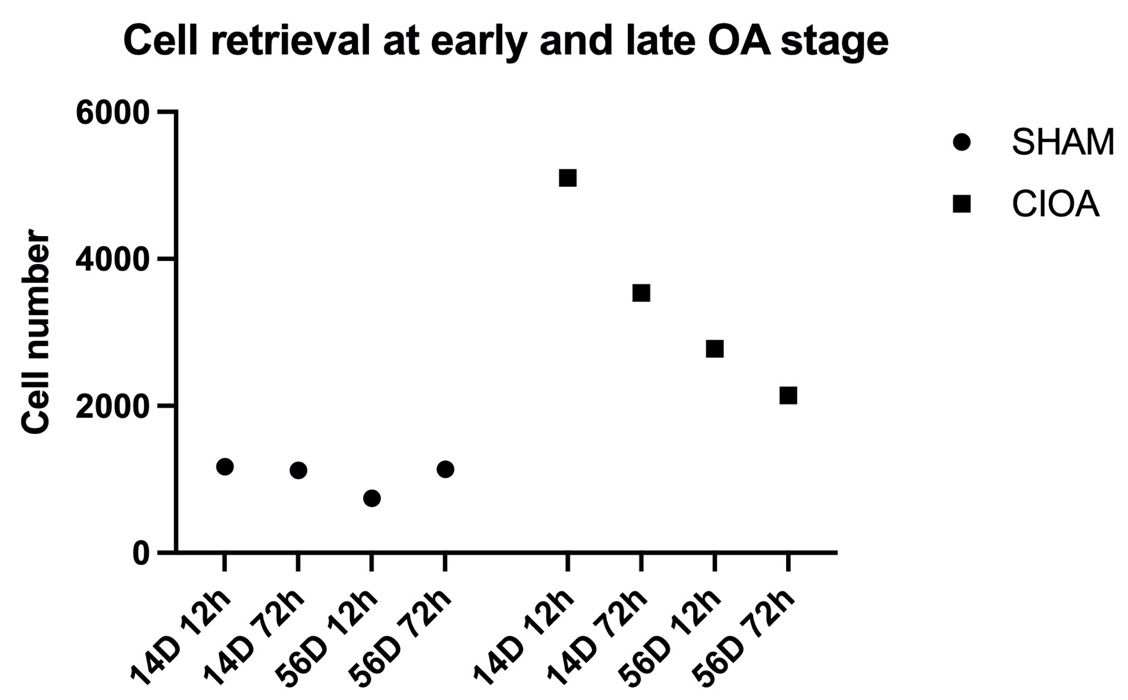 Cell retrieval at early and late OA stage
6000
4000
2000
0
Cell number
14D 12h
14D 72h
56D 12h
56D 72h
14D 12h
14D 72h
56D 12h
56D 72h
SHAM
CIOA